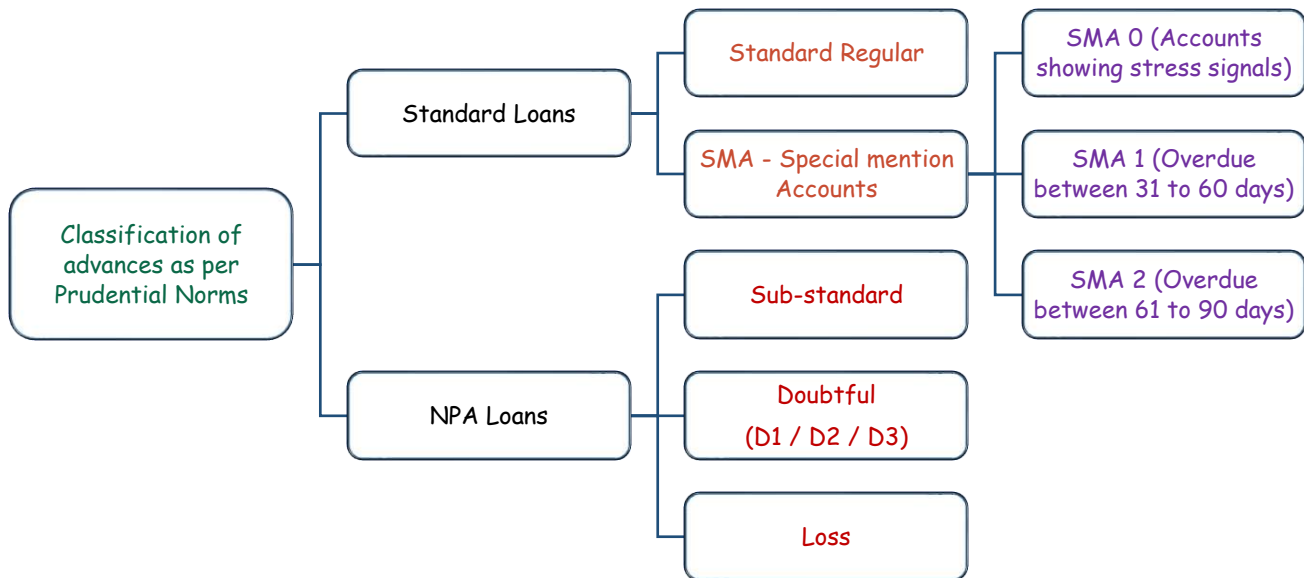 Classification of
advances as per
Prudential Norms
Standard Loans
Standard Regular
SMA - Special mention
Accounts
SMA 0 (Accounts
showing stress signals)
SMA 1 (Overdue
between 31 to 60 days)
SMA 2 (Overdue
between 61 to 90 days)
NPA Loans
Sub-standard
Doubtful
(D1 / D2 / D3)
Loss